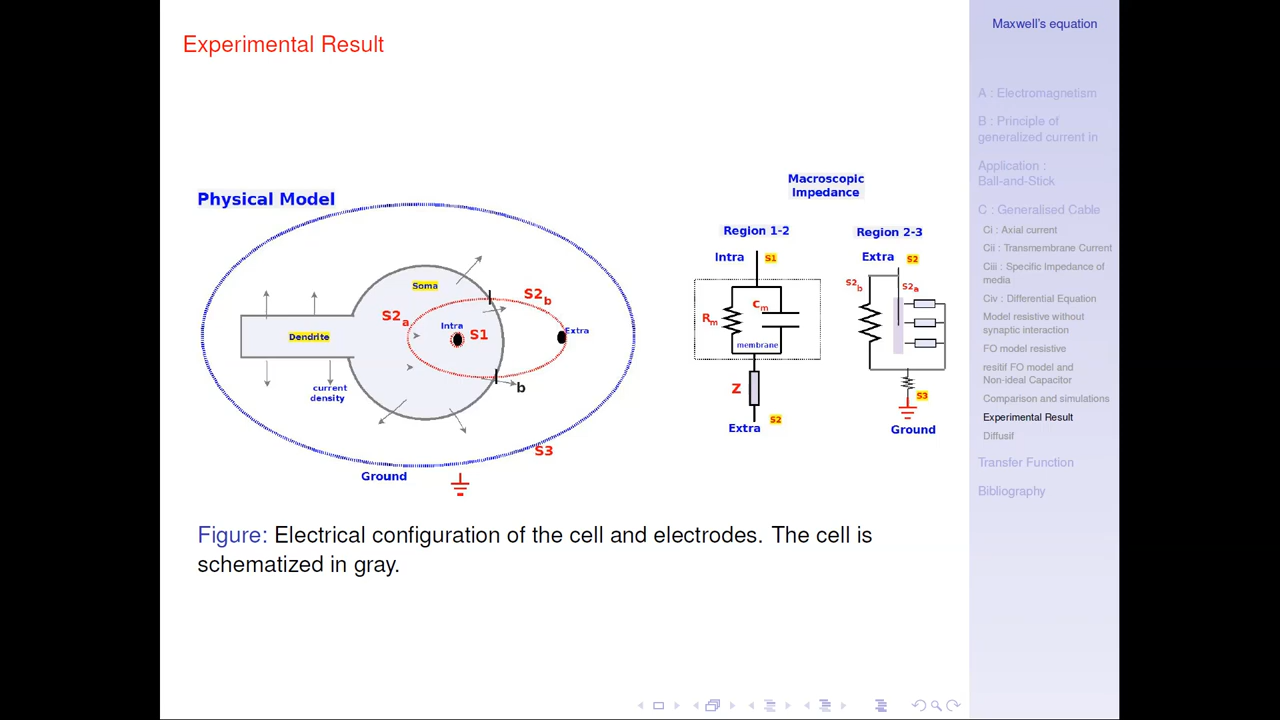 Experimental Result
Physical Model
Soma
S2b
S2a
Intra
S1
Extra
Dendrite
current
density
b
S3
Ground
Macroscopic
Impedance
Region 1-2
Intra S1
Rm
Cm
membrane
Z
Extra S2
Region 2-3
Extra S2
S2b
S2a
S3
Ground
Figure: Electrical configuration of the cell and electrodes. The cell is
schematized in gray.
Maxwell's equation
A : Electromagnetism
B : Principle of
generalized current in
Application :
Ball-and-Stick
C : Generalised Cable
Ci : Axial current
Cii : Transmembrane Current
Ciii : Specific Impedance of
media
Civ : Differential Equation
Model resistive without
synaptic interaction
FO model resistive
resitif FO model and
Non-ideal Capacitor
Comparison and simulations
Experimental Result
Diffusif
Transfer Function
Bibliography